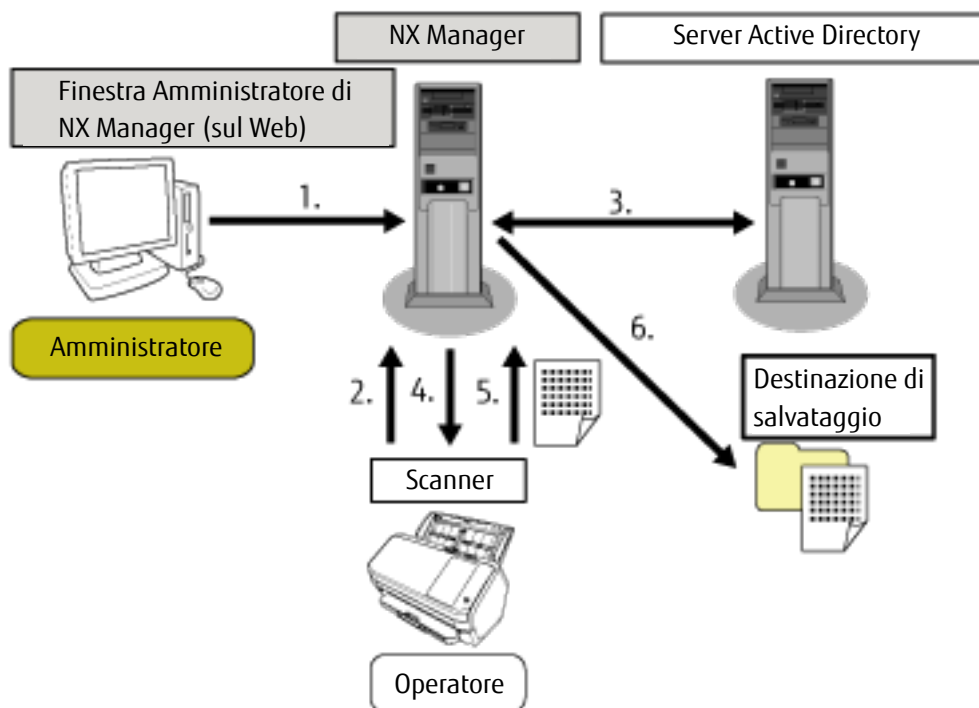 NX Manager
Server Active Directory
Finestra Amministratore di
NX Manager (sul Web)
1.
3.
Amministratore
6.
2.
4.
5.
Destinazione di
salvataggio
Scanner
Operatore